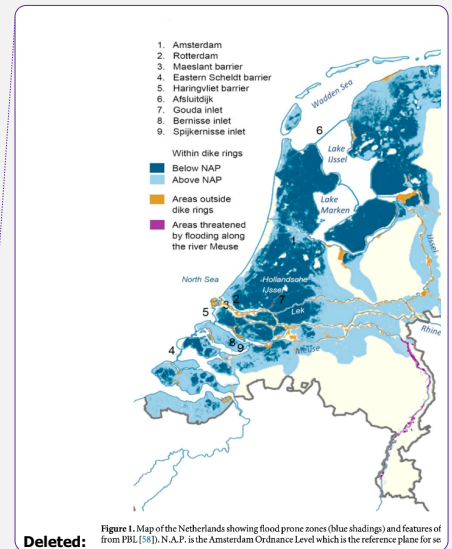 1. Amsterdam
2. Rotterdam
3. Maeslant barrier
4. Eastern Scheldt barrier
5. Haringvliet barrier
6. Afsluitdijk
7. Gouda inlet
8. Bernisse inlet
9. Spijkernisse inlet
Within dike rings
Below NAP
Above NAP
Areas outside
dike rings
Areas threatened
by flooding along
the river Meuse
Wadden Sea
6
Lake
IJssel
Lake
Marken
1
IJssel
North Sea
Hollandsche
IJssel
3
2
7
5
Lek
Rhine
8
9
4
Meuse
Deleted:
Figure 1. Map of the Netherlands showing flood prone zones (blue shadings) and features of
from PBL [58]). N.A.P. is the Amsterdam Ordnance Level which is the reference plane for se